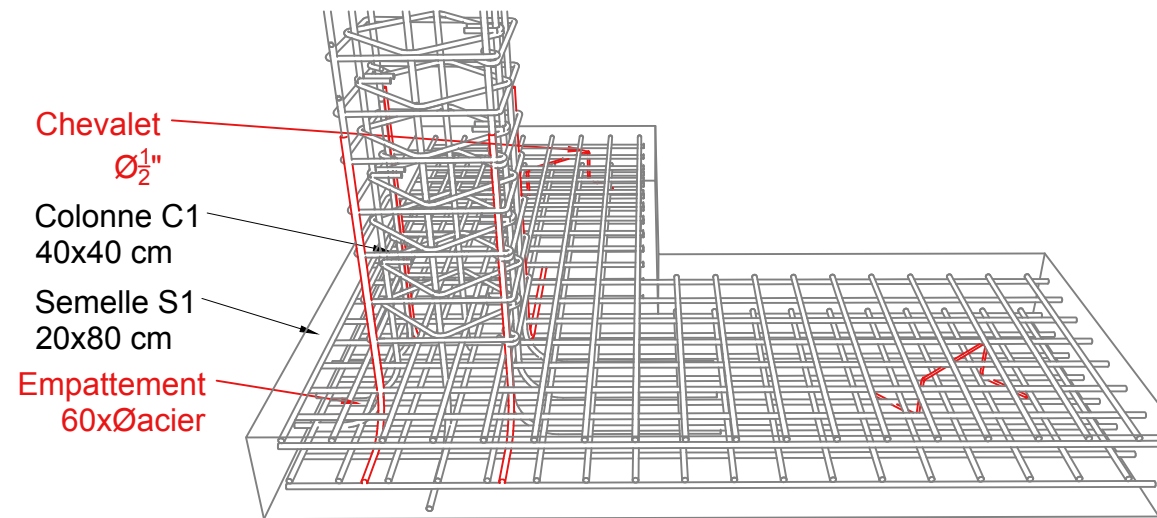 Chevalet
Ø½"
Colonne C1
40x40 cm
Semelle S1
20x80 cm
Empattement
60xØacier